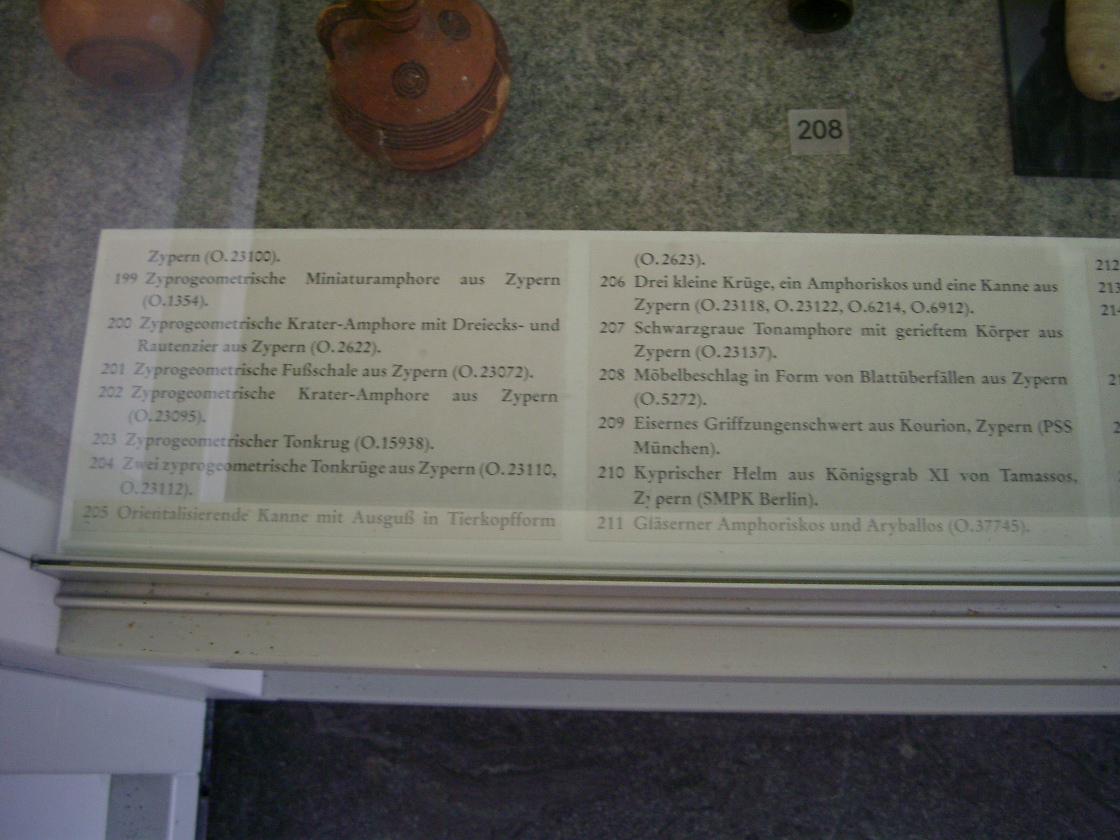 208
Zypern (O.23100).
199 Zyprogeometrische Miniaturamphore aus Zypern
(O.1354).
200 Zyprogeometrische Krater-Amphore mit Dreiecks- und
Rautenzier aus Zypern (O.2622).
201 Zyprogeometrische Fußschale aus Zypern (O.23072).
202 Zyprogeometrische Krater-Amphore aus Zypern
(O.23095).
203 Zyprogeometrischer Tonkrug (O.15938).
204 Zwei zyprogeometrische Tonkrüge aus Zypern (O.23110,
O.23112).
205 Orientalisierende Kanne mit Ausguß in Tierkopfform
(O.2623).
206 Drei kleine Krüge, ein Amphoriskos und eine Kanne aus
Zypern (O.23118, O.23122, O.6214, O.6912).
207 Schwarzgraue Tonamphore mit gerieftem Körper aus
Zypern (O.23137).
208 Möbelbeschlag in Form von Blattüberfällen aus Zypern
(O.5272).
209 Eisernes Griffzungenschwert aus Kourion, Zypern (PSS
München).
210 Kyprischer Helm aus Königsgrab XI von Tamassos,
Zypern (SMPK Berlin).
211 Gläserner Amphoriskos und Aryballos (O.37745).
212
213